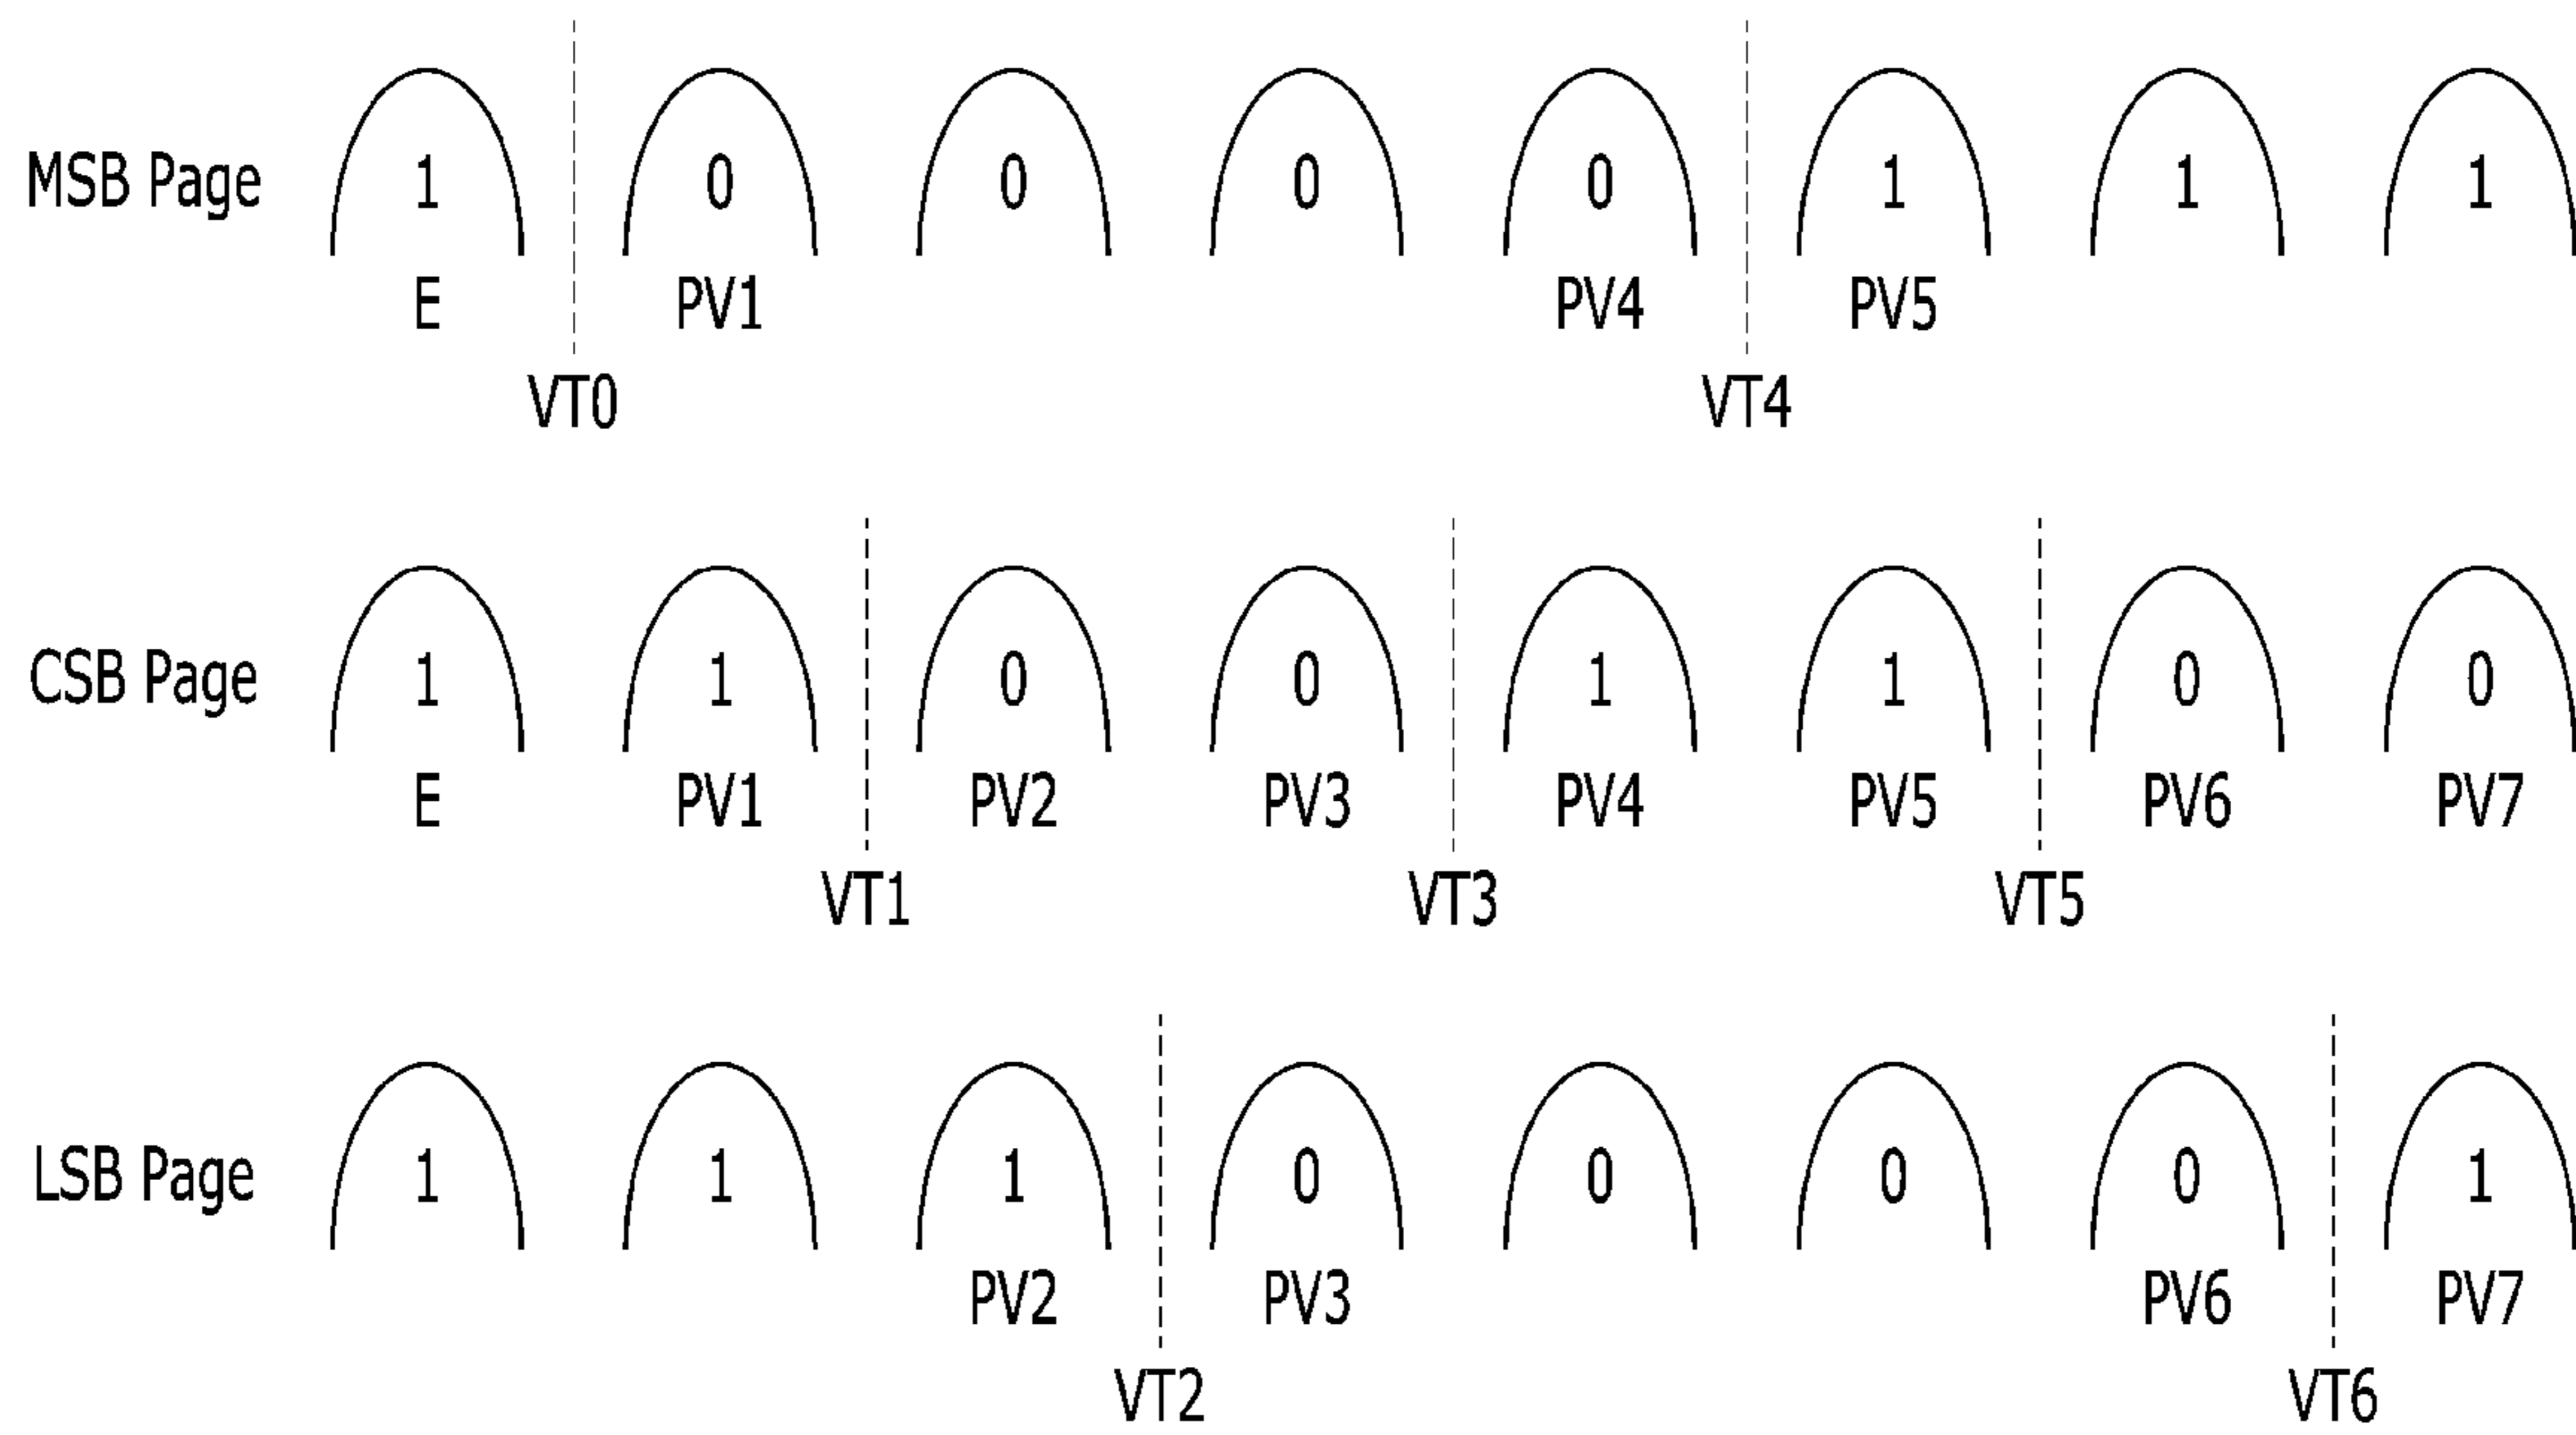 MSB Page 1 0 0 0 0 1 1 1
E PV1 PV4 PV5
VT0 VT4
CSB Page 1 1 0 0 1 1 0 0
E PV1 PV2 PV3 PV4 PV5 PV6 PV7
VT1 VT3 VT5
LSB Page 1 1 1 0 0 0 0 1
PV2 PV3 PV6 PV7
VT2 VT6